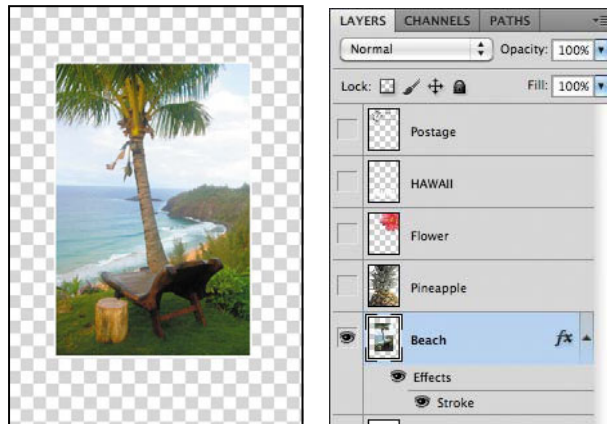 LAYERS CHANNELS PATHS
Normal Opacity: 100%
Lock: Fill: 100%
Postage
HAWAII
Flower
Pineapple
Beach fx
Effects
Stroke